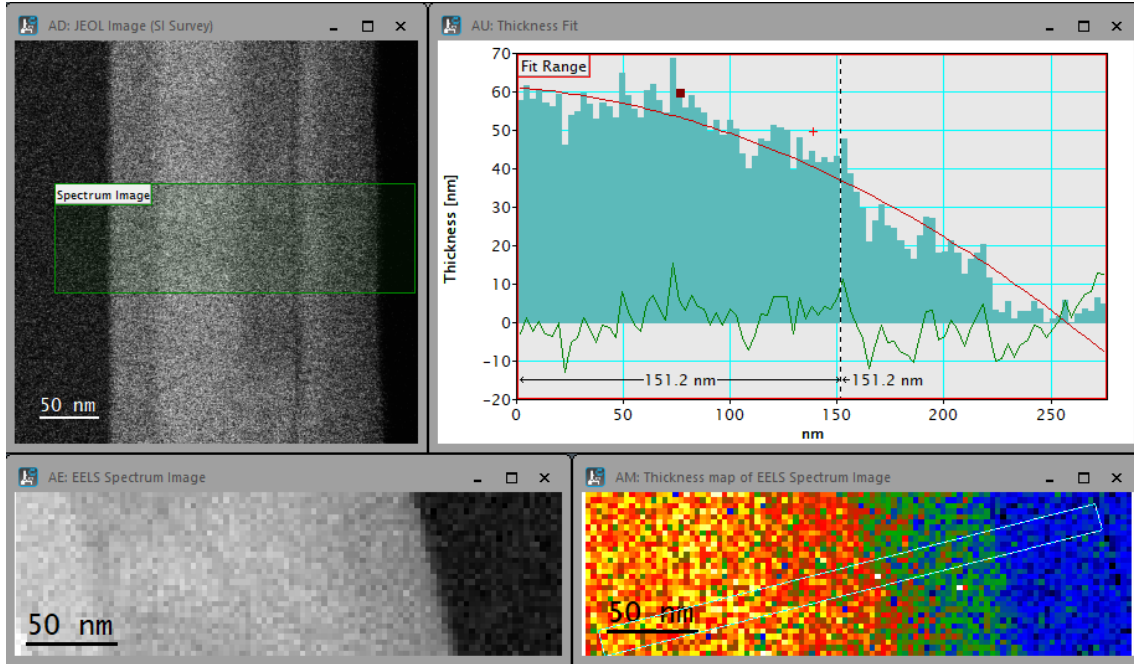 AD: JEOL Image (SI Survey)
Spectrum Image
50 nm
AU: Thickness Fit
Fit Range
Thickness [nm]
70
60
50
40
30
20
10
0
-10
-20
151.2 nm
151.2 nm
0
50
100
150
200
250
nm
AE: EELS Spectrum Image
50 nm
AM: Thickness map of EELS Spectrum Image
50 nm